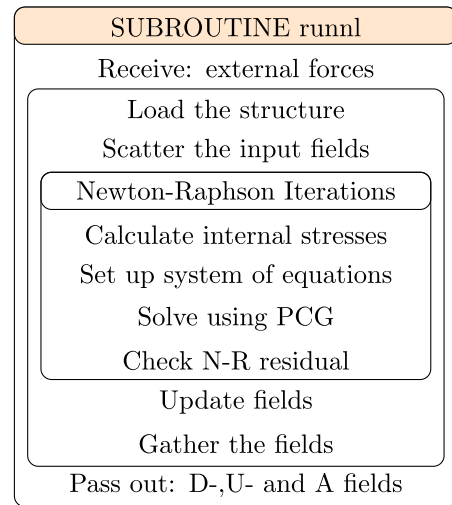 SUBROUTINE runnl
Receive: external forces
Load the structure
Scatter the input fields
Newton-Raphson Iterations
Calculate internal stresses
Set up system of equations
Solve using PCG
Check N-R residual
Update fields
Gather the fields
Pass out: D-,U- and A fields